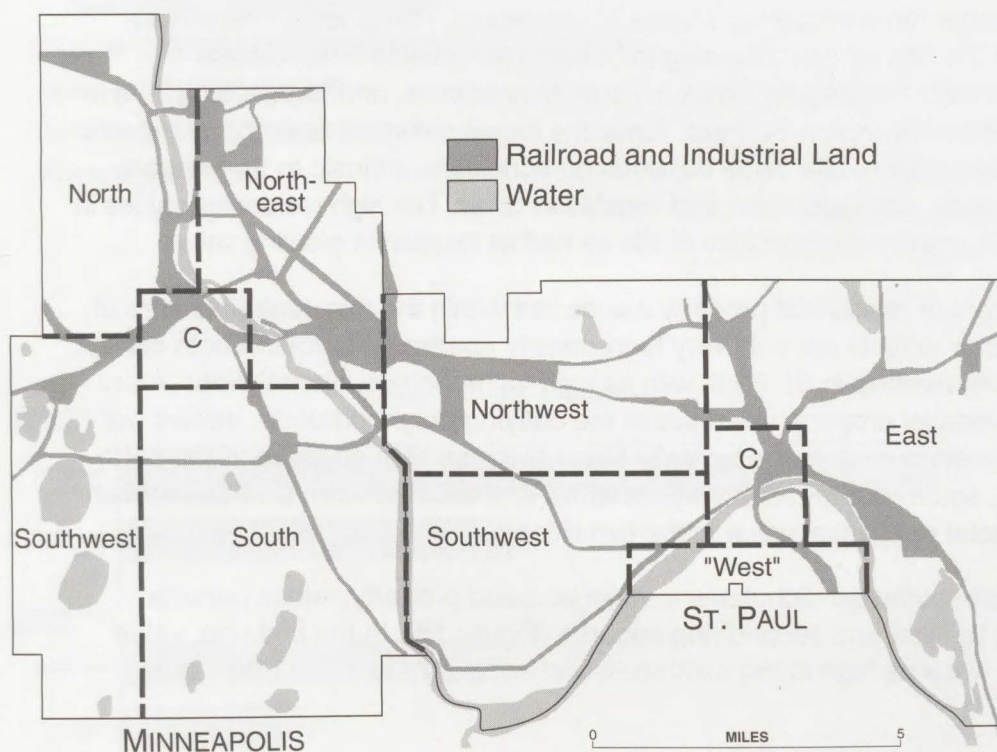 Railroad and Industrial Land
Water
North
North-
east
C
Northwest
C
East
Southwest
South
Southwest
"West"
ST. PAUL
MINNEAPOLIS
0
MILES
5